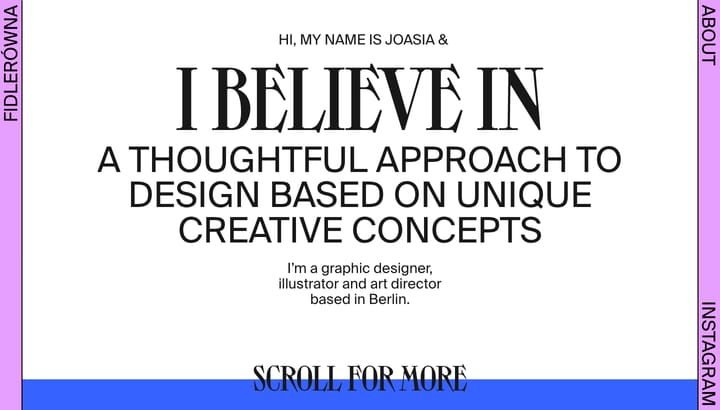 FIDLERÓWNA
HI, MY NAME IS JOASIA &
I BELIEVE IN
A THOUGHTFUL APPROACH TO
DESIGN BASED ON UNIQUE
CREATIVE CONCEPTS
I’m a graphic designer,
illustrator and art director
based in Berlin.
SCROLL FOR MORE
ABOUT
INSTAGRAM